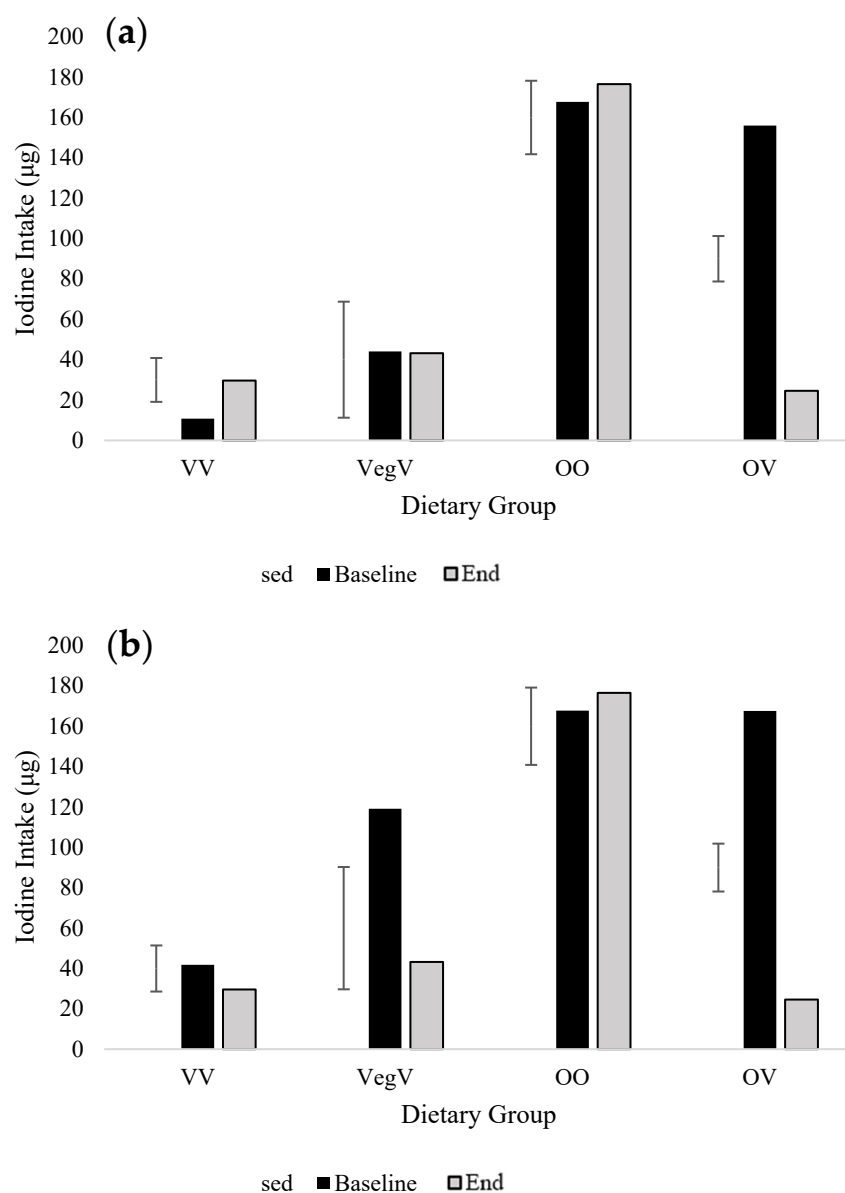 (a)
Iodine Intake (µg)
200
180
160
140
120
100
80
60
40
20
0
VV VegV OO OV
Dietary Group
sed Baseline End
(b)
Iodine Intake (µg)
200
180
160
140
120
100
80
60
40
20
0
VV VegV OO OV
Dietary Group
sed Baseline End